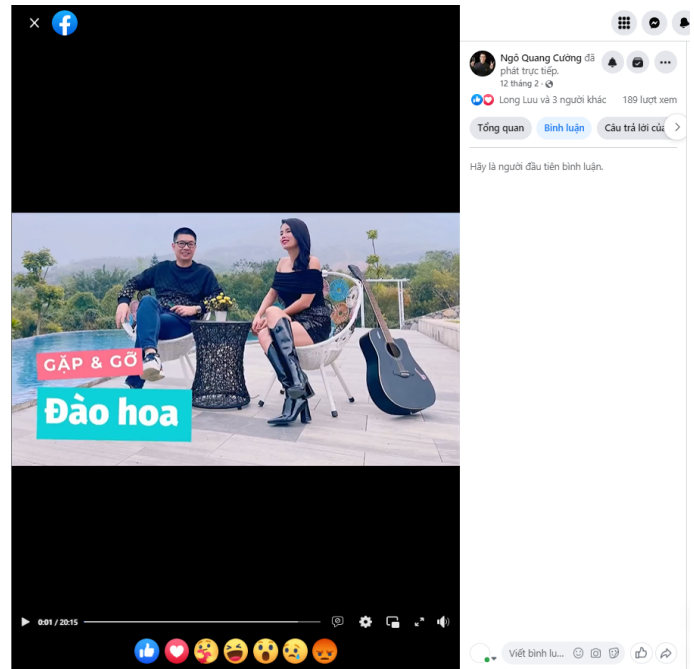 Ngô Quang Cường đã
phát trực tiếp.
12 tháng 2 ·
Long Luu và 3 người khác 189 lượt xem
Tổng quan Bình luận Câu trả lời của
Hãy là người đầu tiên bình luận.
GẶP & GỠ
Đào hoa
0:01 / 20:15
Viết bình lu...